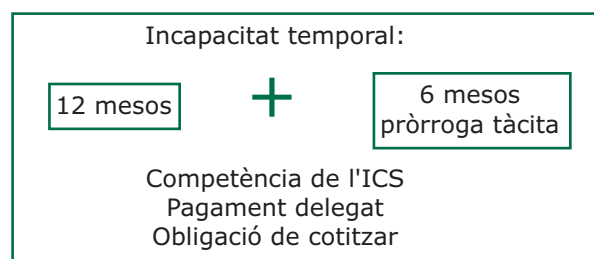 Incapacitat temporal:
12 mesos
+
6 mesos
pròrroga tàcita
Competència de l'ICS
Pagament delegat
Obligació de cotitzar